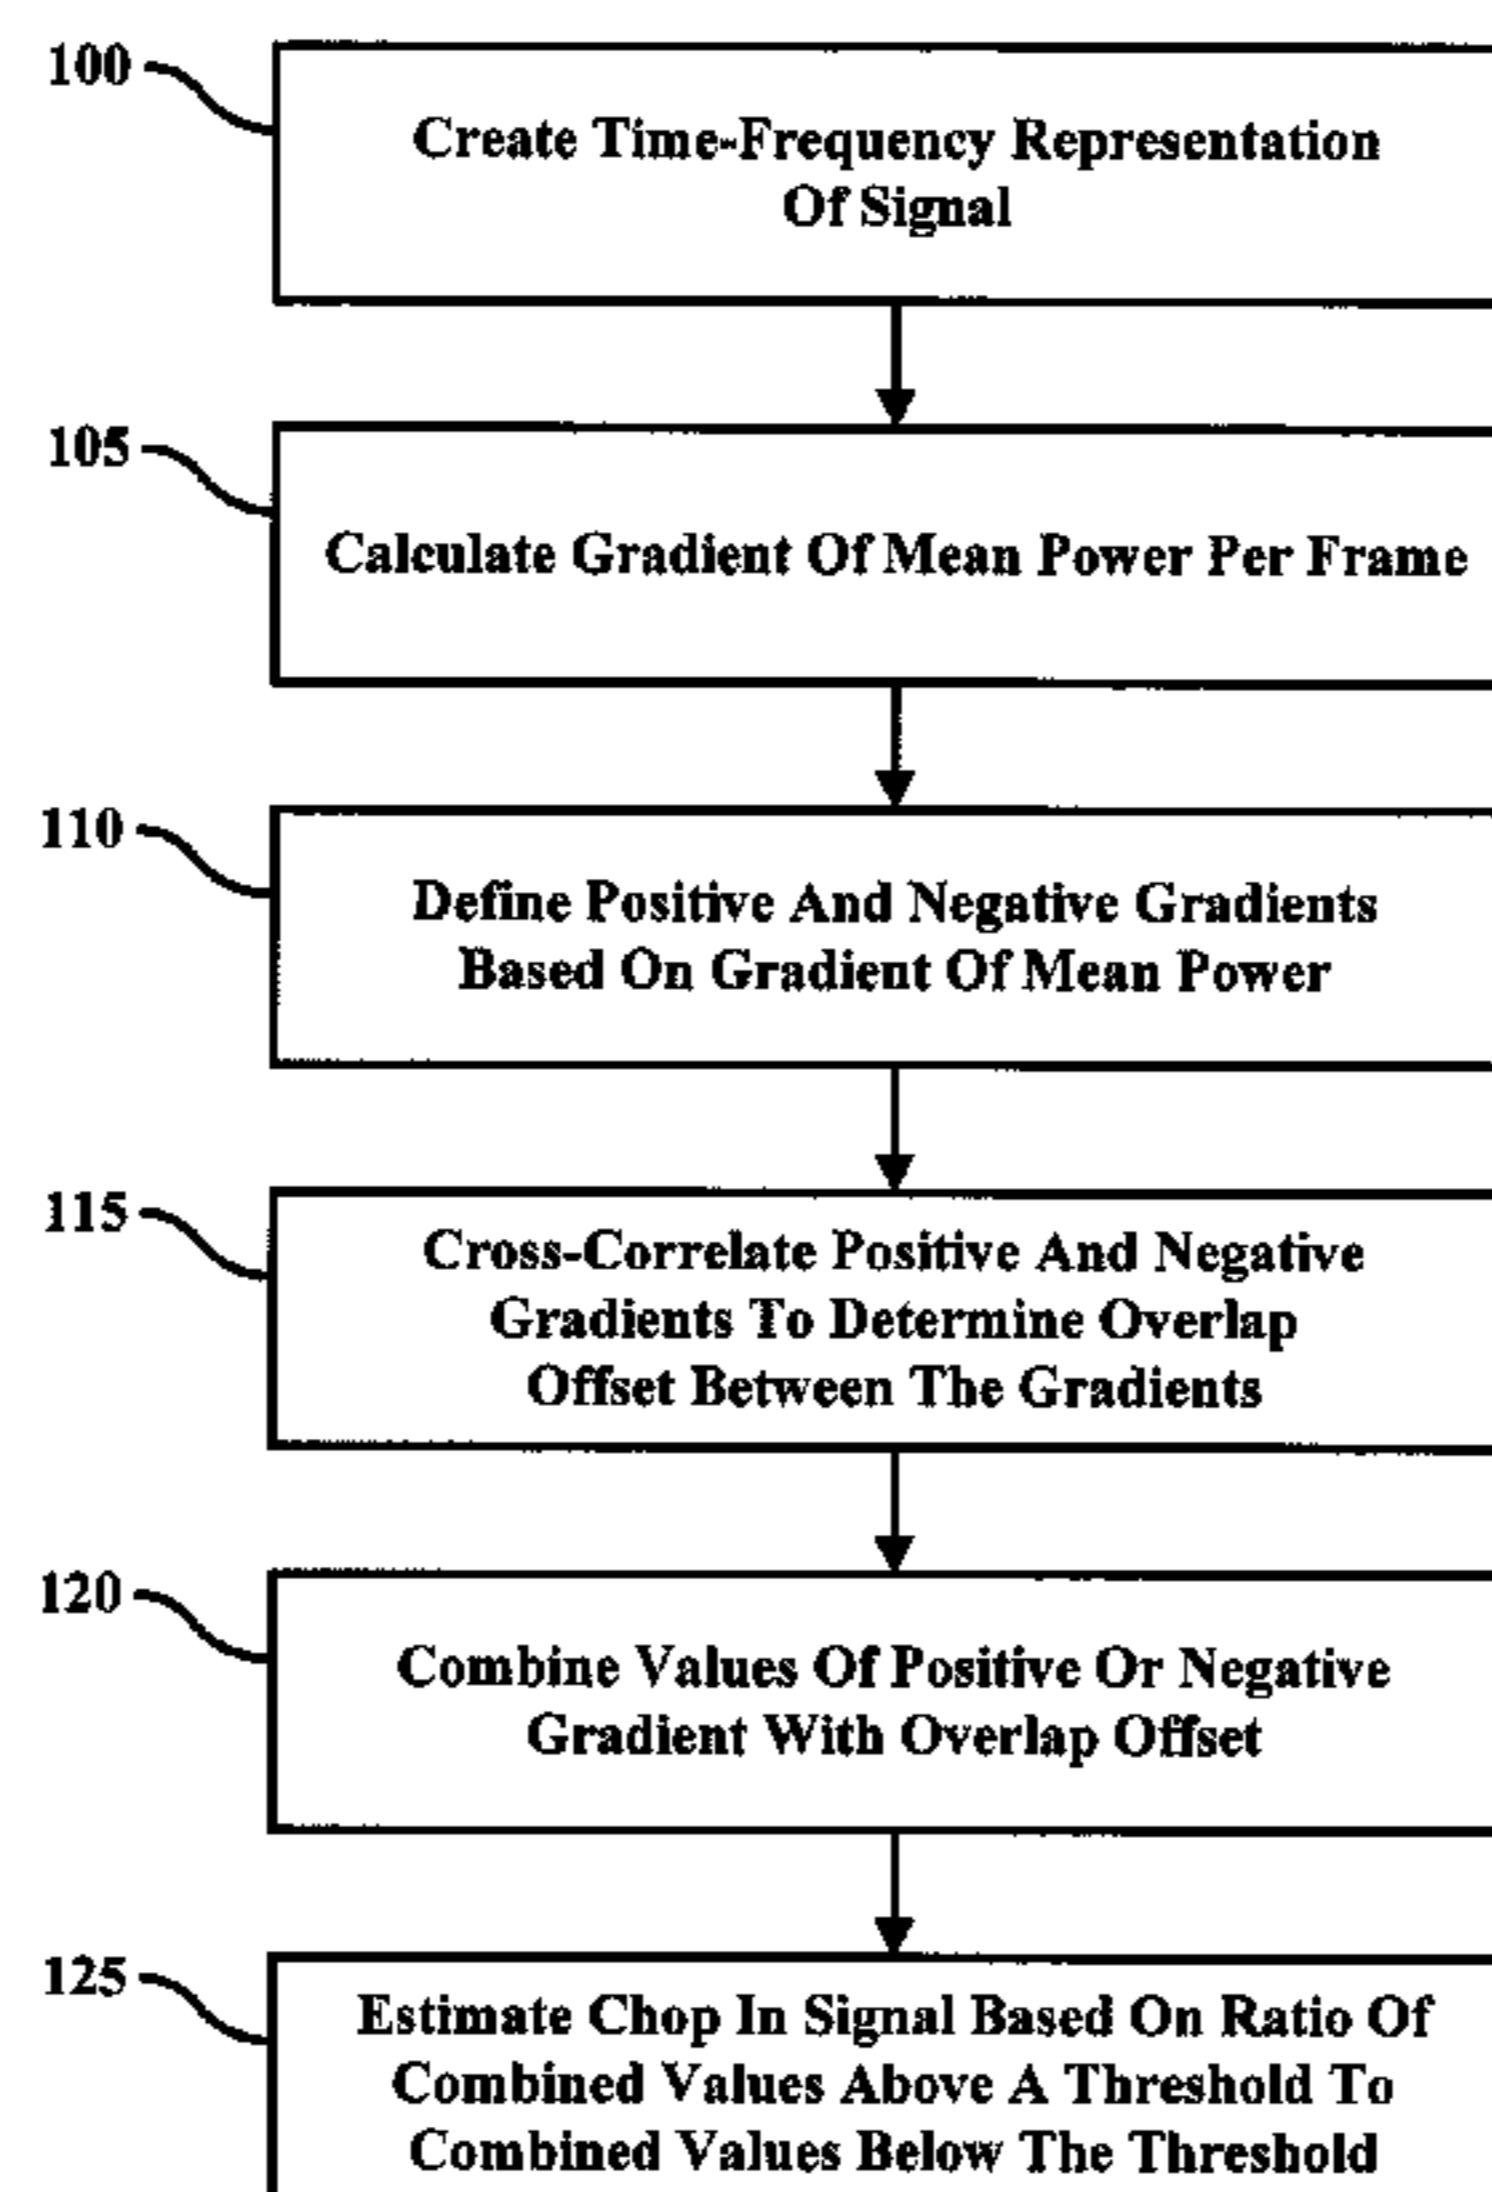 100
Create Time-Frequency Representation
Of Signal
105
Calculate Gradient Of Mean Power Per Frame
110
Define Positive And Negative Gradients
Based On Gradient Of Mean Power
115
Cross-Correlate Positive And Negative
Gradients To Determine Overlap
Offset Between The Gradients
120
Combine Values Of Positive Or Negative
Gradient With Overlap Offset
125
Estimate Chop In Signal Based On Ratio Of
Combined Values Above A Threshold To
Combined Values Below The Threshold